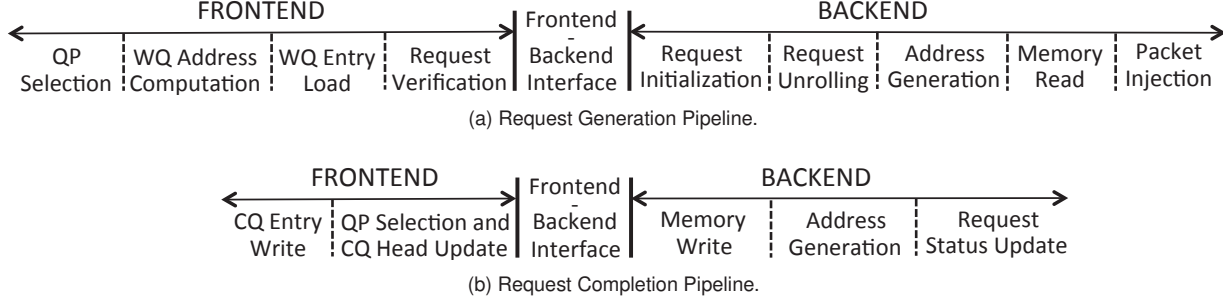 FRONTEND
Frontend
-
Backend
Interface
BACKEND
QP
Selection
WQ Address
Computation
WQ Entry
Load
Request
Verification
Request
Initialization
Request
Unrolling
Address
Generation
Memory
Read
Packet
Injection
(a) Request Generation Pipeline.
FRONTEND
Frontend
-
Backend
Interface
BACKEND
CQ Entry
Write
QP Selection and
CQ Head Update
Memory
Write
Address
Generation
Request
Status Update
(b) Request Completion Pipeline.